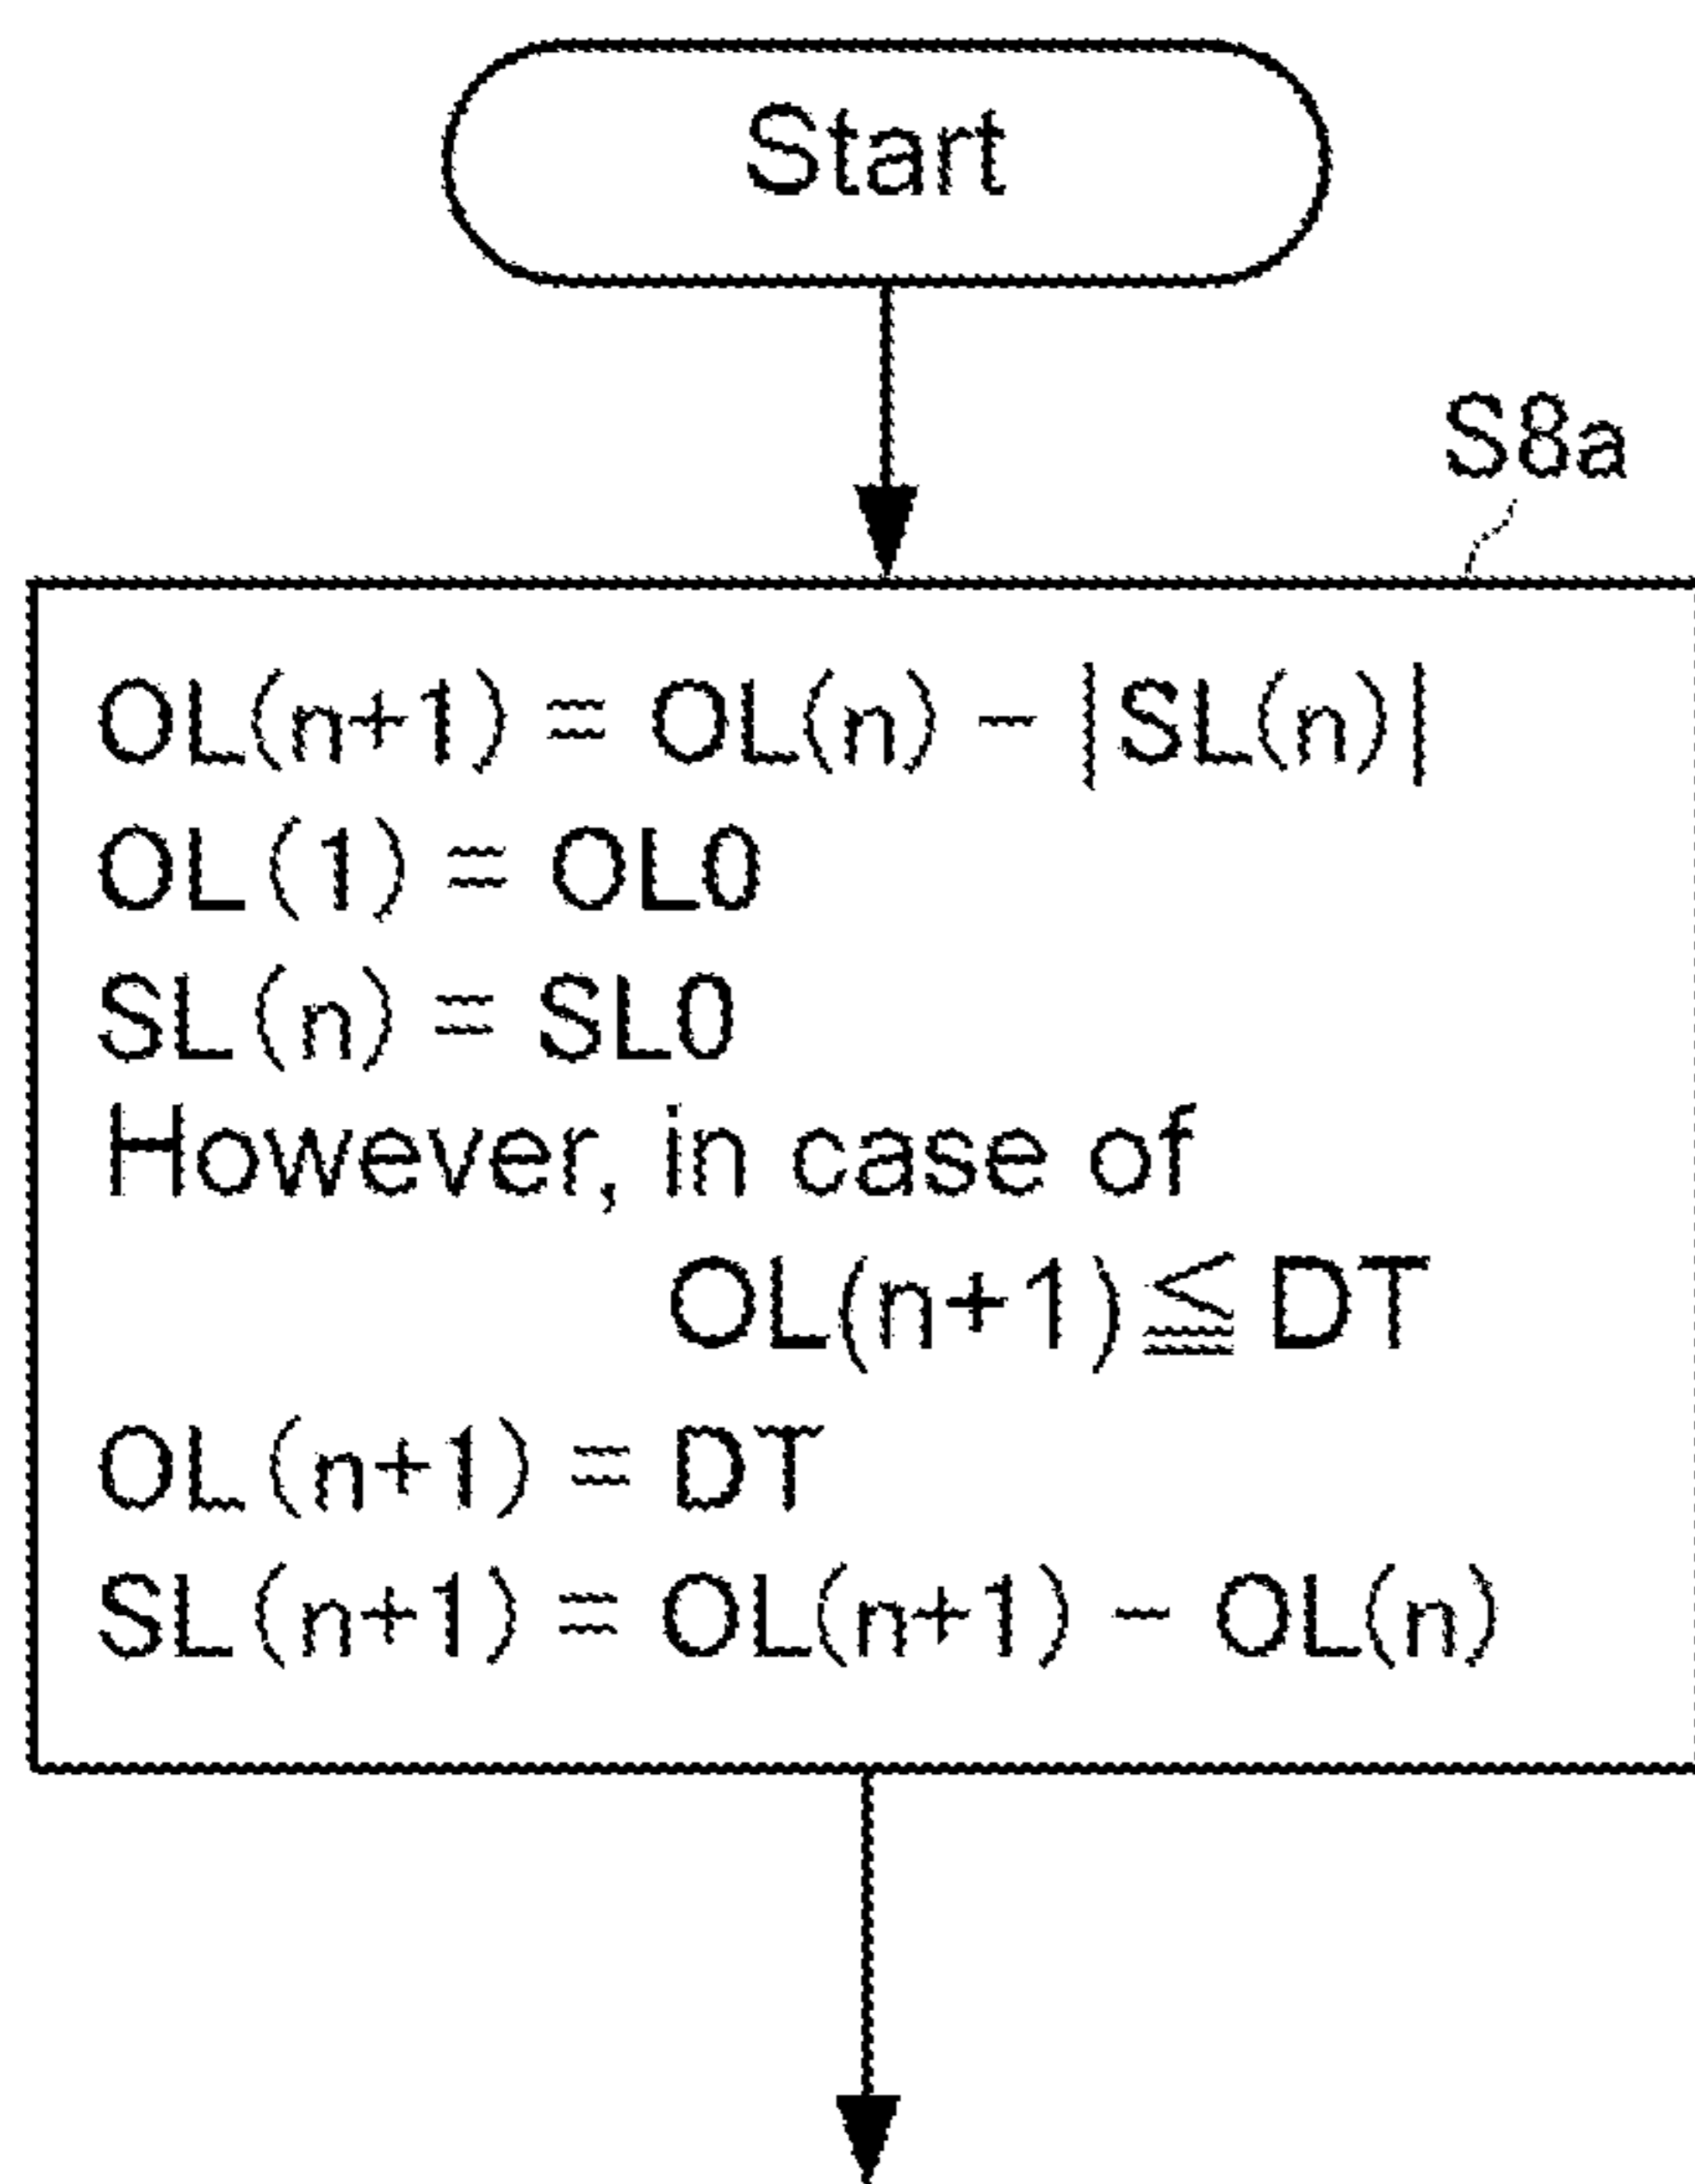 Start
S8a
OL(n+1) = OL(n) - |SL(n)|
OL(1) = OL0
SL(n) = SL0
However, in case of
OL(n+1)≦DT
OL(n+1) = DT
SL(n+1) = OL(n+1) - OL(n)